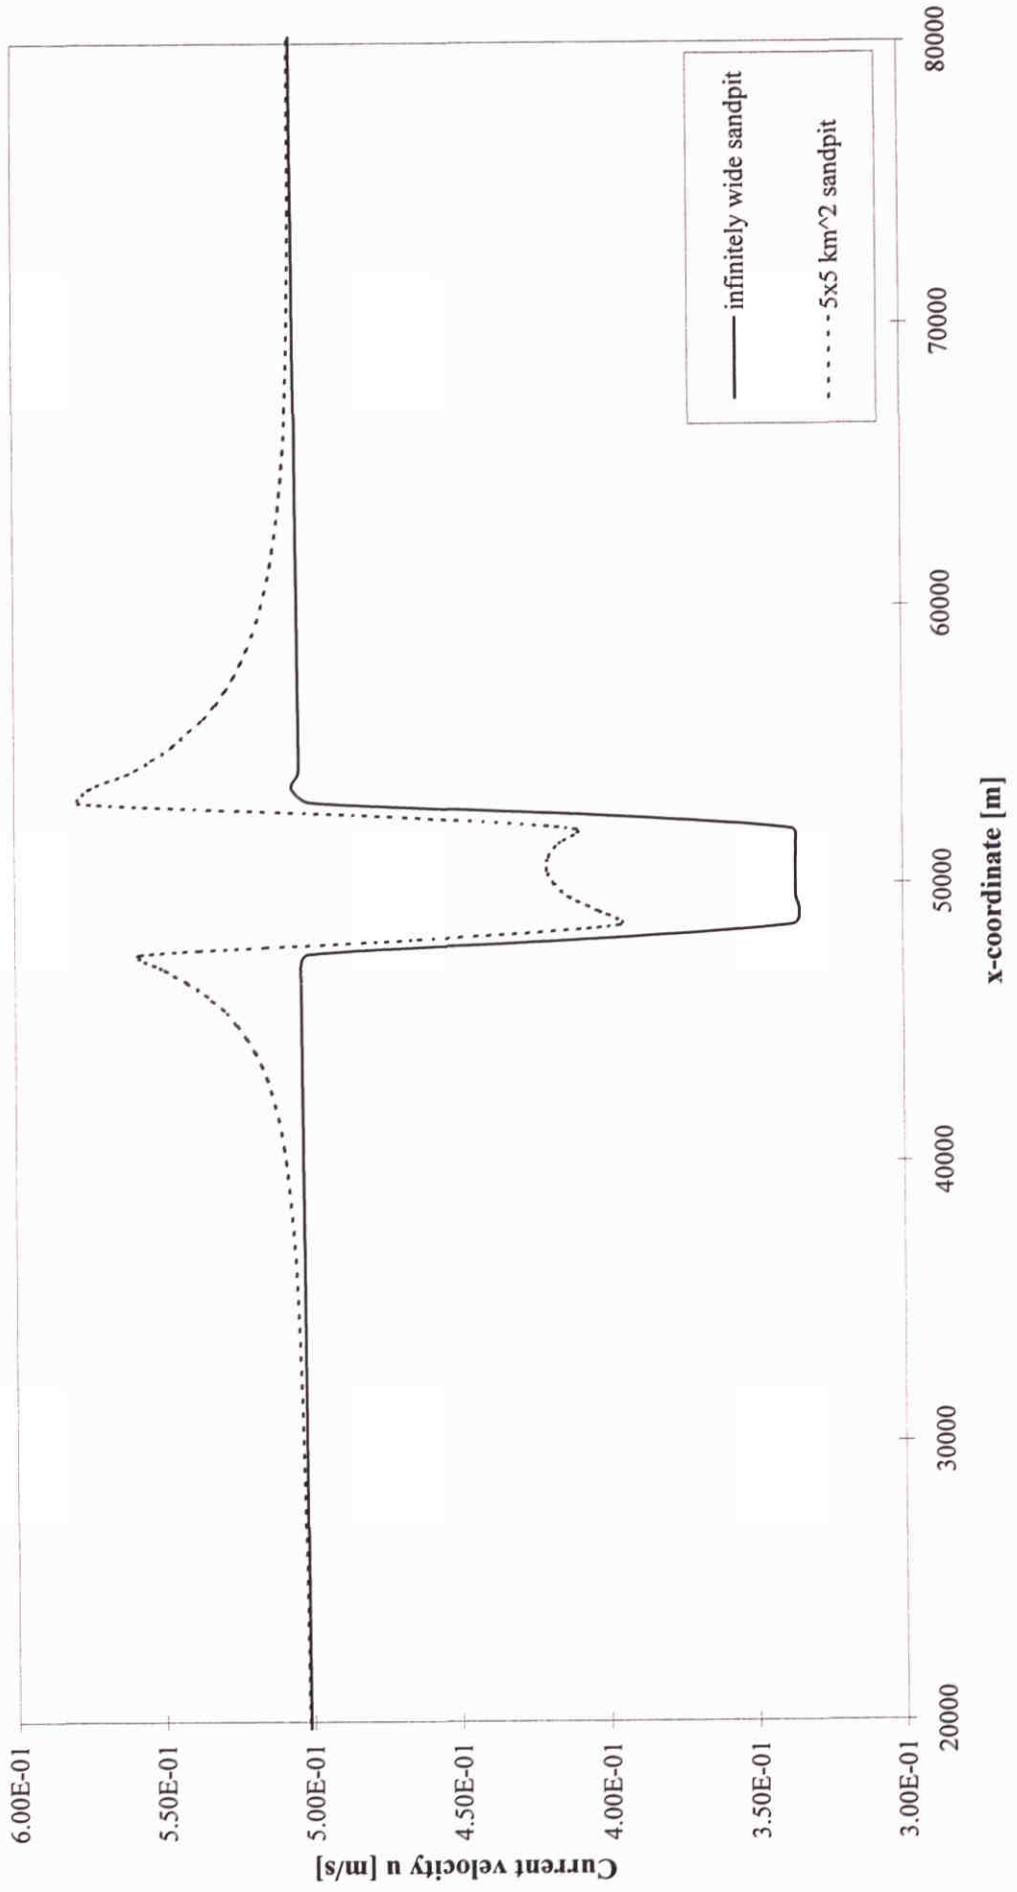 6.00E-01
5.50E-01
5.00E-01
4.50E-01
4.00E-01
3.50E-01
3.00E-01
Current velocity u [m/s]
20000
30000
40000
50000
60000
70000
80000
x-coordinate [m]
infinitely wide sandpit
5x5 km^2 sandpit